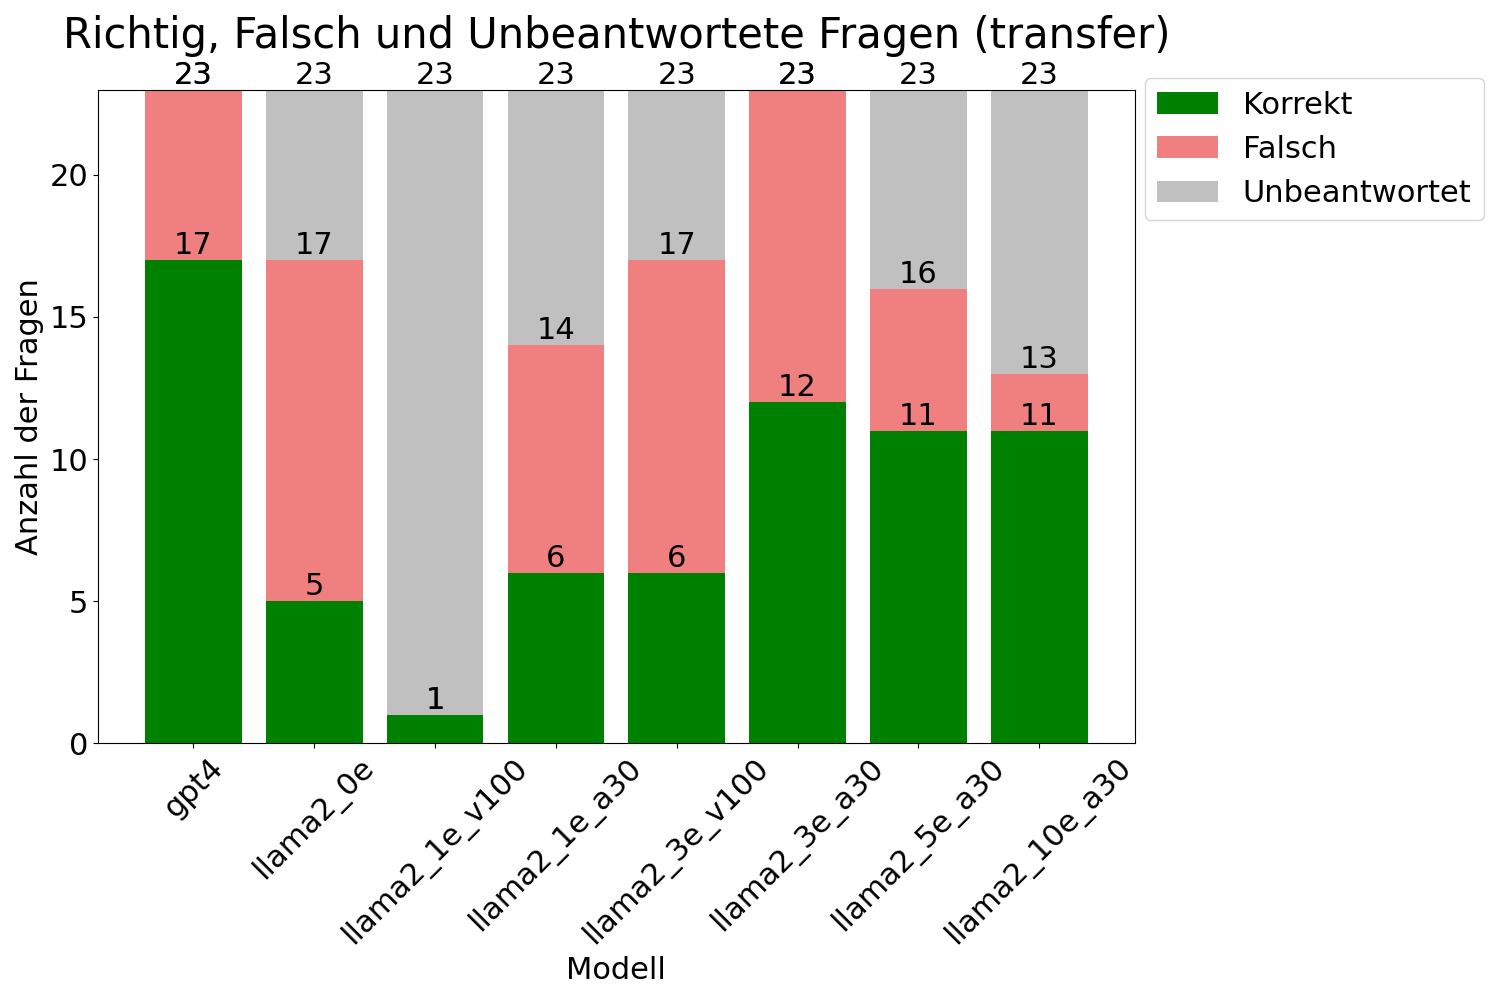 Richtig, Falsch und Unbeantwortete Fragen (transfer)
23 23 23 23 23 23 23 23
Korrekt
Falsch
Unbeantwortet
20
17 17 17
16
15
14
13
12
11 11
10
6 6
5
5
1
0
Anzahl der Fragen
gpt4
llama2_0e
llama2_1e_v100
llama2_1e_a30
llama2_3e_v100
llama2_3e_a30
llama2_5e_a30
llama2_10e_a30
Modell